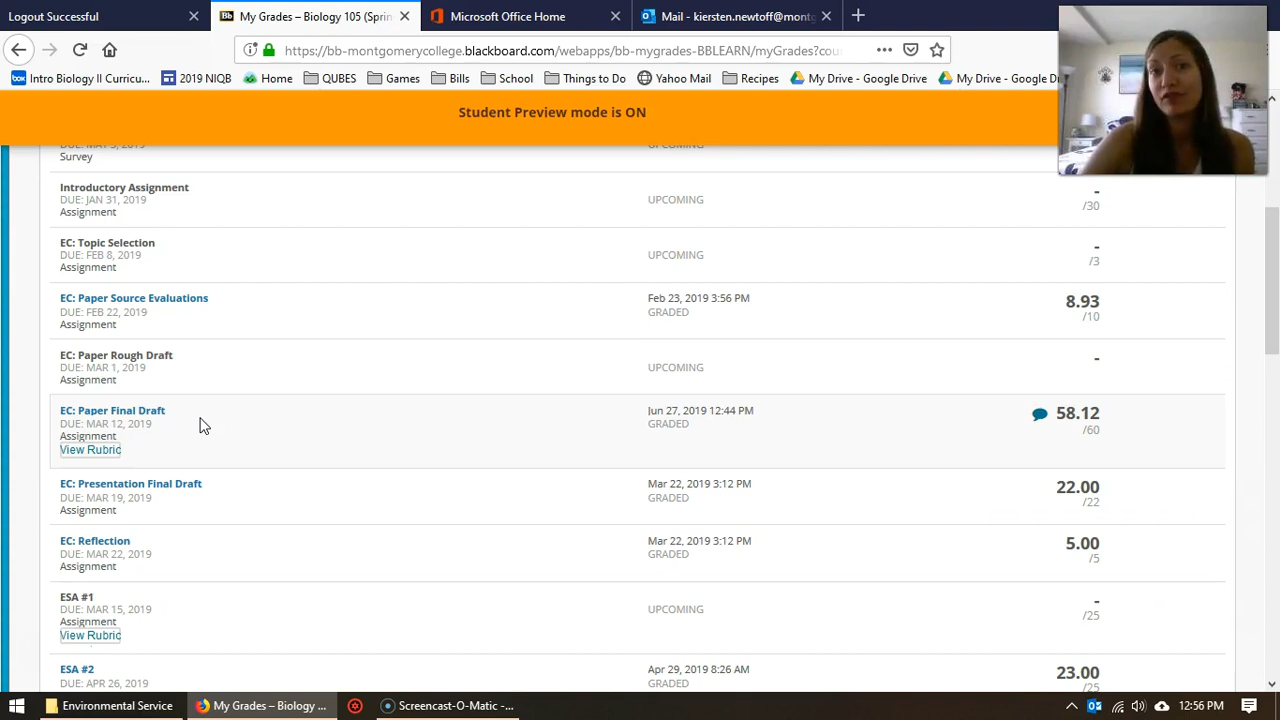 Logout Successful
Bb My Grades – Biology 105 (Sprin
Microsoft Office Home
Mail - kiersten.newtoff@montg
https://bb-montgomerycollege.blackboard.com/webapps/bb-mygrades-BBLEARN/myGrades?cou
box Intro Biology II Curricu...
2019 NIQB
Home
QUBES
Games
Bills
School
Things to Do
Yahoo Mail
Recipes
My Drive - Google Drive
My Drive - Google D
Student Preview mode is ON
DUE: MAY 3, 2019
UPCOMING
Survey
Introductory Assignment
DUE: JAN 31, 2019
Assignment
UPCOMING
-
/30
EC: Topic Selection
DUE: FEB 8, 2019
Assignment
UPCOMING
-
/3
EC: Paper Source Evaluations
DUE: FEB 22, 2019
Assignment
Feb 23, 2019 3:56 PM
GRADED
8.93
/10
EC: Paper Rough Draft
DUE: MAR 1, 2019
Assignment
UPCOMING
-
EC: Paper Final Draft
DUE: MAR 12, 2019
Assignment
View Rubric
Jun 27, 2019 12:44 PM
GRADED
58.12
/60
EC: Presentation Final Draft
DUE: MAR 19, 2019
Assignment
Mar 22, 2019 3:12 PM
GRADED
22.00
/22
EC: Reflection
DUE: MAR 22, 2019
Assignment
Mar 22, 2019 3:12 PM
GRADED
5.00
/5
ESA #1
DUE: MAR 15, 2019
Assignment
View Rubric
UPCOMING
-
/25
ESA #2
DUE: APR 26, 2019
Apr 29, 2019 8:26 AM
GRADED
23.00
/25
Environmental Service
My Grades – Biology ...
Screencast-O-Matic -...
12:56 PM